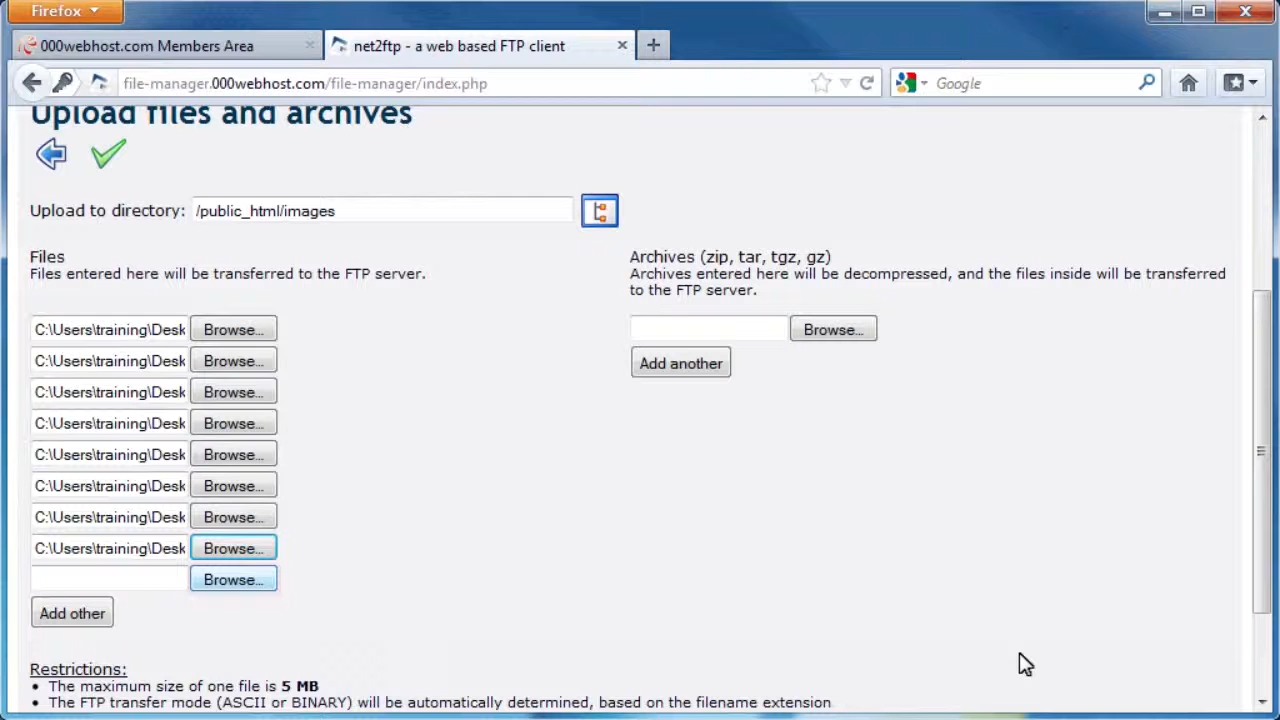 Firefox
000webhost.com Members Area
net2ftp - a web based FTP client
file-manager.000webhost.com/file-manager/index.php
Google
Upload files and archives
Upload to directory: /public_html/images
Files
Files entered here will be transferred to the FTP server.
Archives (zip, tar, tgz, gz)
Archives entered here will be decompressed, and the files inside will be transferred
to the FTP server.
C:\Users\training\Desk Browse...
C:\Users\training\Desk Browse...
C:\Users\training\Desk Browse...
C:\Users\training\Desk Browse...
C:\Users\training\Desk Browse...
C:\Users\training\Desk Browse...
C:\Users\training\Desk Browse...
C:\Users\training\Desk Browse...
Browse...
Add other
Browse...
Add another
Restrictions:
• The maximum size of one file is 5 MB
• The FTP transfer mode (ASCII or BINARY) will be automatically determined, based on the filename extension